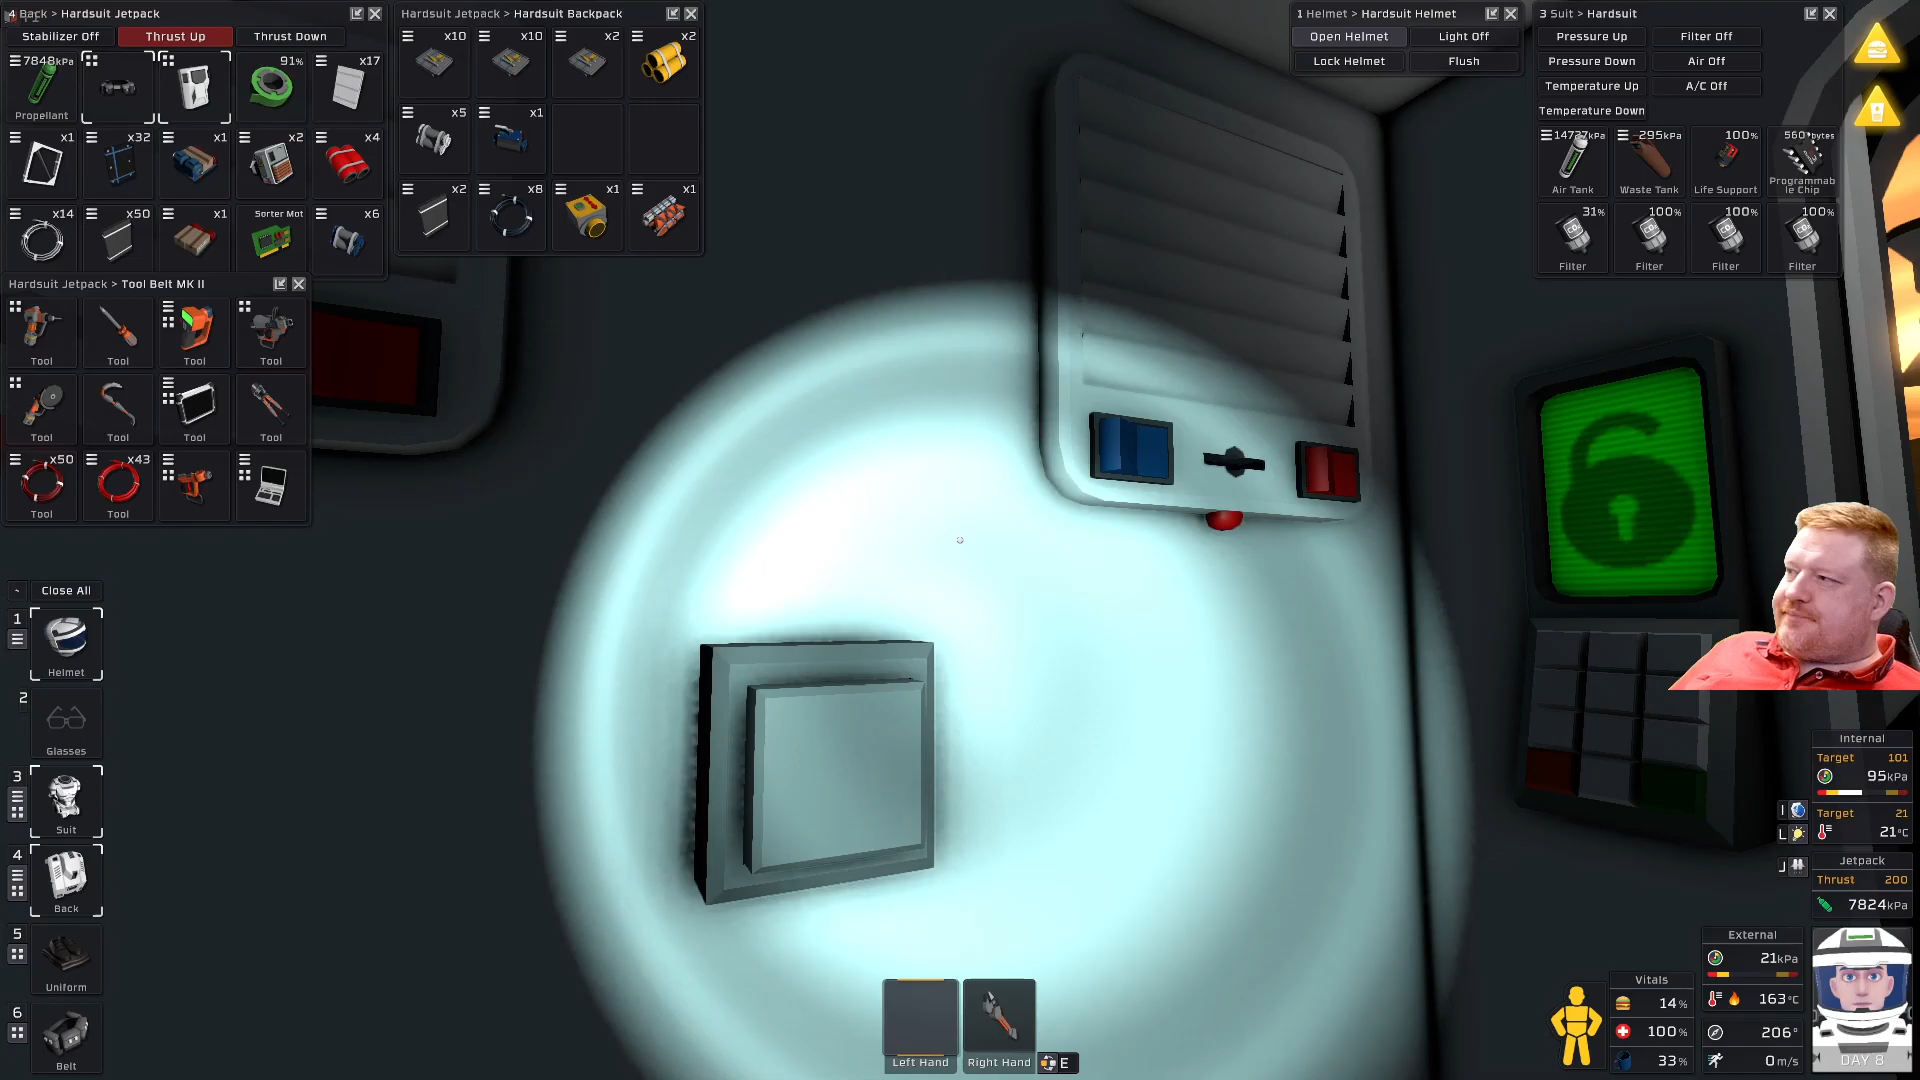 4 Back > Hardsuit Jetpack
Stabilizer Off Thrust Up Thrust Down
7848kPa 91% x17
Propellant
x1 x32 x1 x2 x4
x14 x50 x1 Sorter Mot x6
Hardsuit Jetpack > Tool Belt MK II
Tool Tool Tool Tool
Tool Tool Tool Tool
x50 x43
Tool Tool
Hardsuit Jetpack > Hardsuit Backpack
x10 x10 x2 x2
x5 x1
x2 x8 x1 x1
1 Helmet > Hardsuit Helmet
Open Helmet Light Off
Lock Helmet Flush
3 Suit > Hardsuit
Pressure Up Filter Off
Pressure Down Air Off
Temperature Up A/C Off
Temperature Down
14737kPa -295kPa 100% 560 bytes
Air Tank Waste Tank Life Support Programmab
le Chip
31% 100% 100% 100%
Filter Filter Filter Filter
~ Close All
1
Helmet
2
Glasses
3
Suit
4
Back
5
Uniform
6
Belt
Left Hand Right Hand E
Internal
Target 101
95kPa
I
Target 21
L 21°C
J
Jetpack
Thrust 200
7824kPa
External
21kPa
163°C
206°
0m/s
Vitals
14%
100%
33%
DAY 8